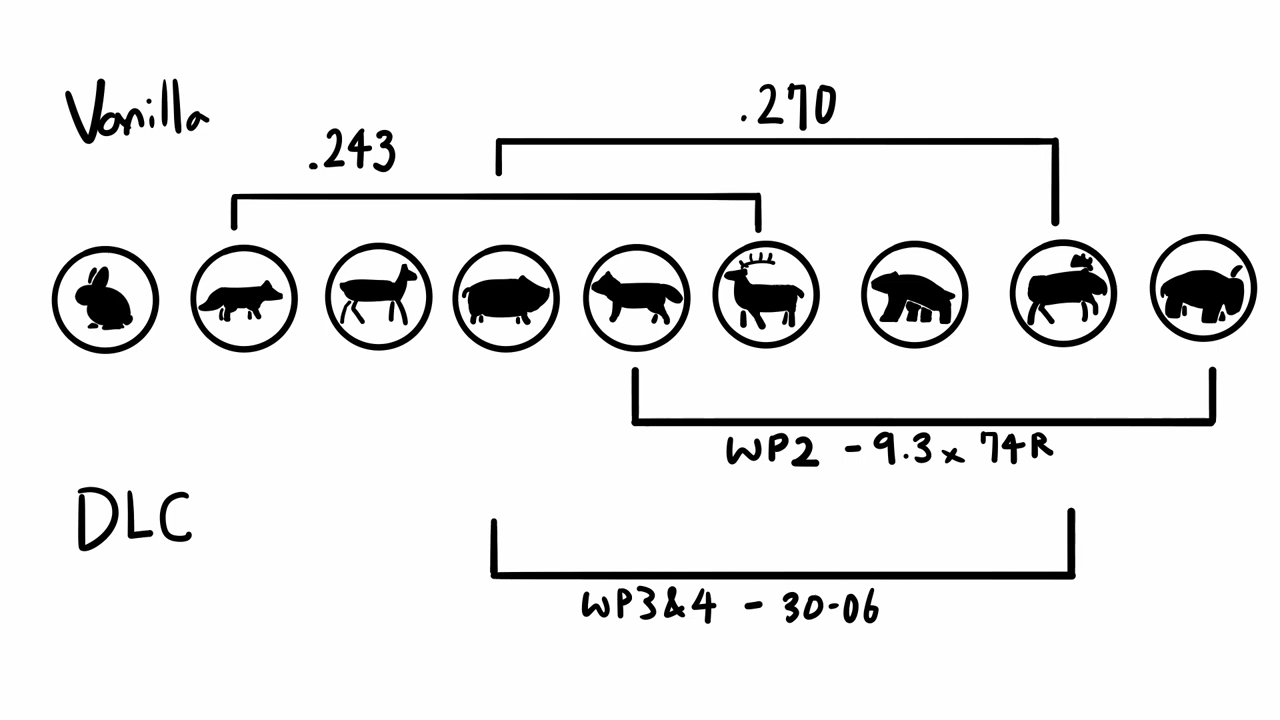 Vanilla
.270
.243
WP2 - 9.3x74R
DLC
WP3&4 - 30-06